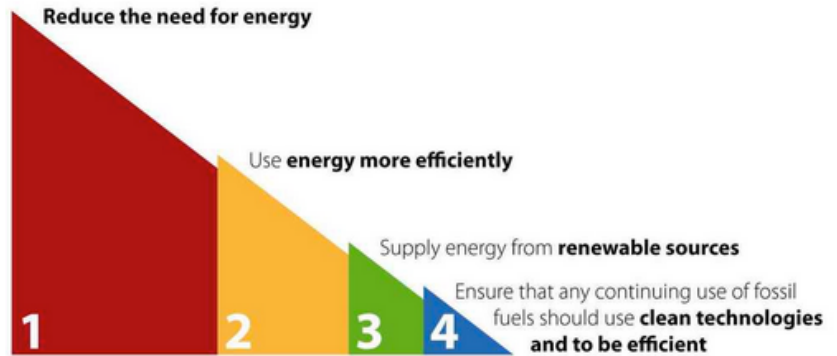 Reduce the need for energy
Use energy more efficiently
Supply energy from renewable sources
Ensure that any continuing use of fossil
fuels should use clean technologies
and to be efficient
1 2 3 4